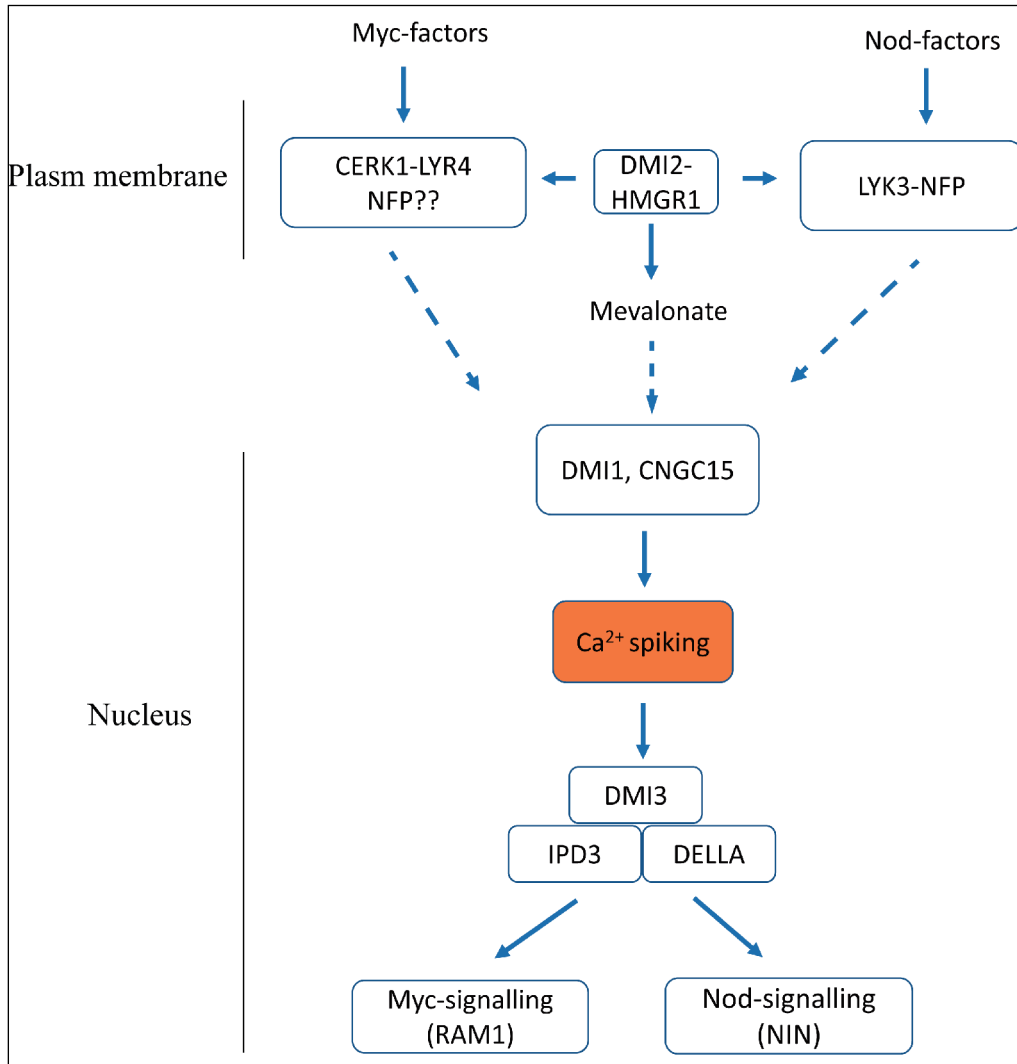 Myc-factors
Nod-factors
Plasm membrane
CERK1-LYR4
NFP??
DMI2-
HMGR1
LYK3-NFP
Mevalonate
DMI1, CNGC15
Ca²⁺ spiking
Nucleus
DMI3
IPD3
DELLA
Myc-signalling
(RAM1)
Nod-signalling
(NIN)